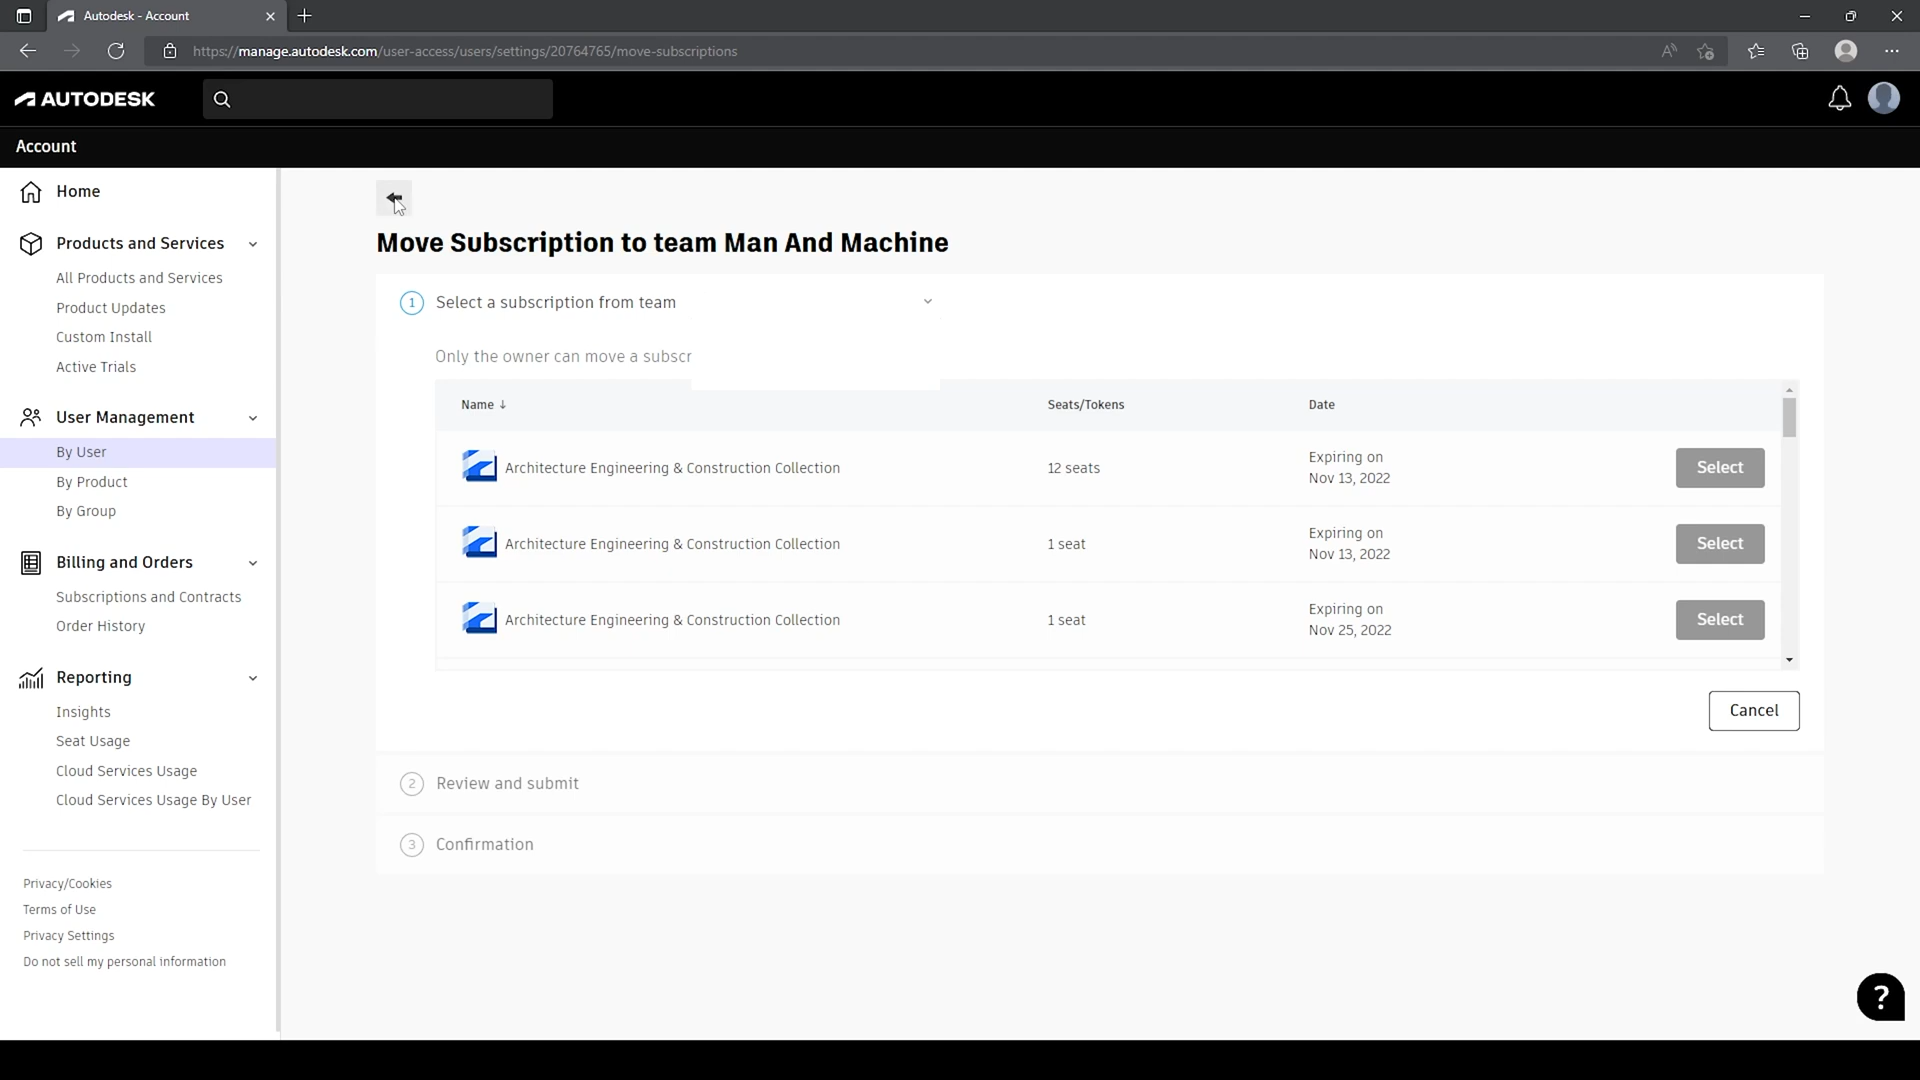 Autodesk - Account
https://manage.autodesk.com/user-access/users/settings/20764765/move-subscriptions
AUTODESK
Account
Home
Products and Services
All Products and Services
Product Updates
Custom Install
Active Trials
User Management
By User
By Product
By Group
Billing and Orders
Subscriptions and Contracts
Order History
Reporting
Insights
Seat Usage
Cloud Services Usage
Cloud Services Usage By User
Privacy/Cookies
Terms of Use
Privacy Settings
Do not sell my personal information
Move Subscription to team Man And Machine
1 Select a subscription from team
Only the owner can move a subscr
Name ↓ Seats/Tokens Date
Architecture Engineering & Construction Collection 12 seats Expiring on Nov 13, 2022 Select
Architecture Engineering & Construction Collection 1 seat Expiring on Nov 13, 2022 Select
Architecture Engineering & Construction Collection 1 seat Expiring on Nov 25, 2022 Select
Cancel
2 Review and submit
3 Confirmation
?